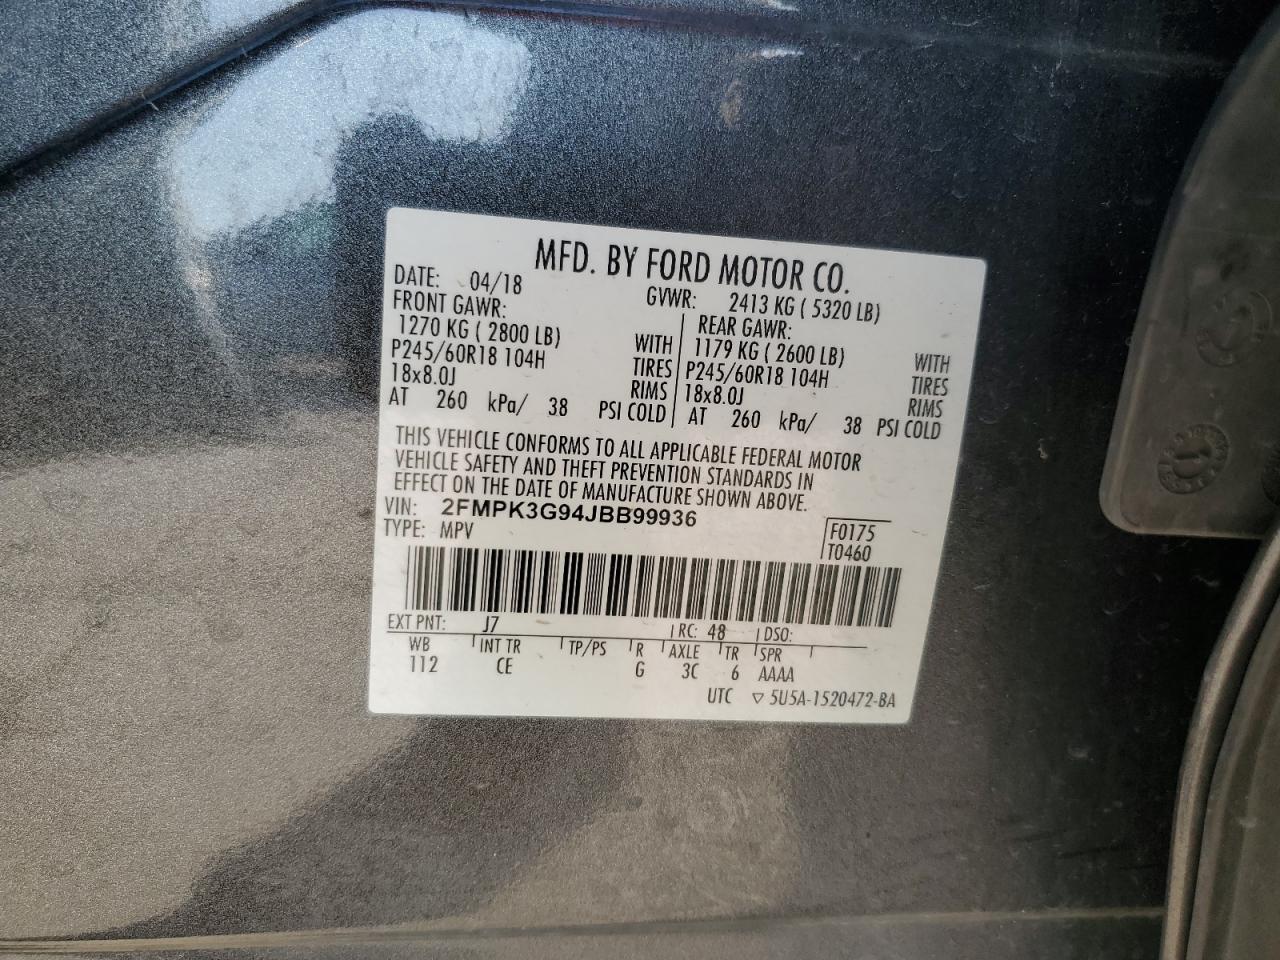 MFD. BY FORD MOTOR CO.
DATE: 04/18 GVWR: 2413 KG ( 5320 LB)
FRONT GAWR: REAR GAWR:
1270 KG ( 2800 LB) WITH 1179 KG ( 2600 LB) WITH
P245/60R18 104H TIRES P245/60R18 104H TIRES
18x8.0J RIMS 18x8.0J RIMS
AT 260 kPa/ 38 PSI COLD AT 260 kPa/ 38 PSI COLD
THIS VEHICLE CONFORMS TO ALL APPLICABLE FEDERAL MOTOR
VEHICLE SAFETY AND THEFT PREVENTION STANDARDS IN
EFFECT ON THE DATE OF MANUFACTURE SHOWN ABOVE.
VIN: 2FMPK3G94JBB99936
TYPE: MPV
F0175
T0460
EXT PNT: J7 RC: 48 DSO:
WB INT TR TP/PS R AXLE TR SPR
112 CE G 3C 6 AAAA
UTC ▽ 5U5A-1520472-BA